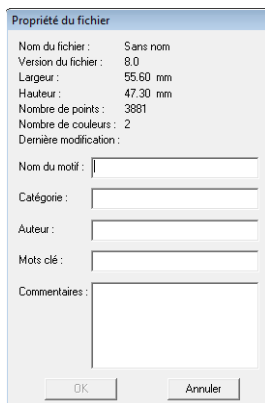 Propriété du fichier
Nom du fichier : Sans nom
Version du fichier : 8.0
Largeur : 55.60 mm
Hauteur : 47.30 mm
Nombre de points : 3881
Nombre de couleurs : 2
Dernière modification :
Nom du motif :
Catégorie :
Auteur :
Mots clé :
Commentaires :
OK Annuler